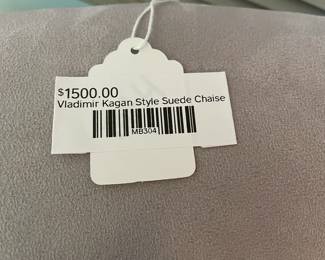 $1500.00
Vladimir Kagan Style Suede Chaise
MB304